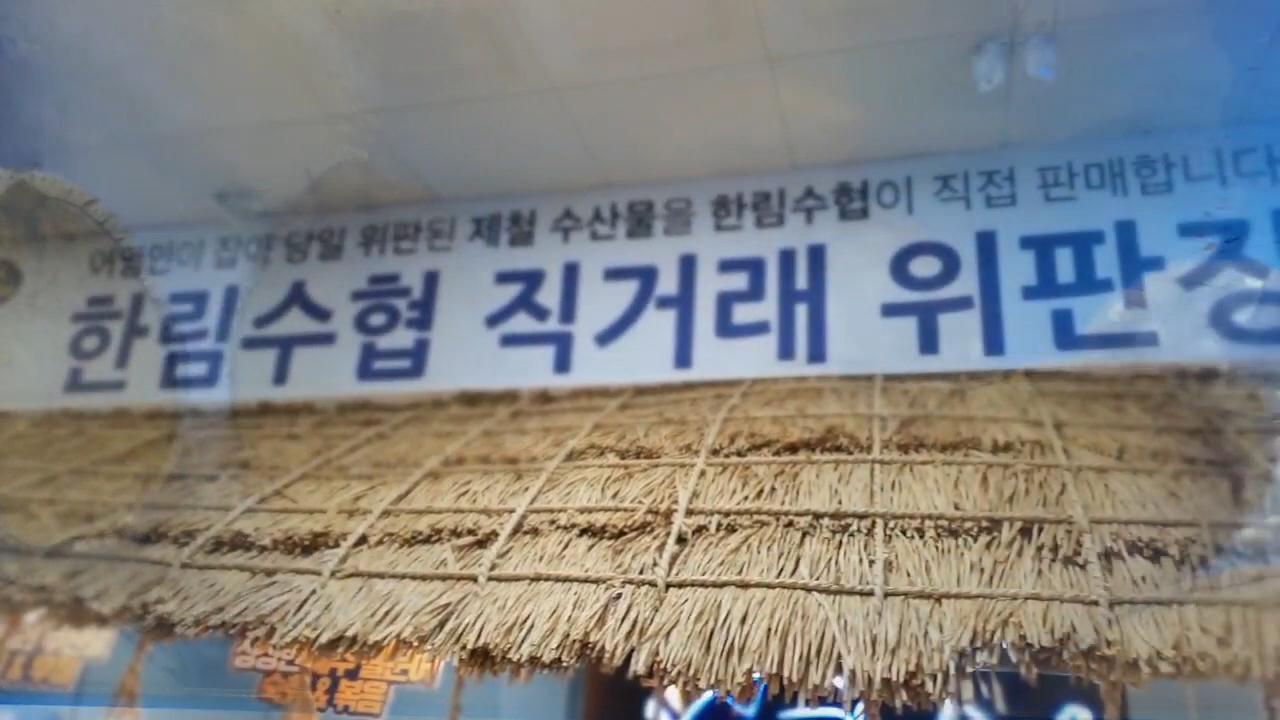 어업인이 잡아 당일 위판된 제철 수산물을 한림수협이 직접 판매합니다
한림수협 직거래 위판장
& 볶음